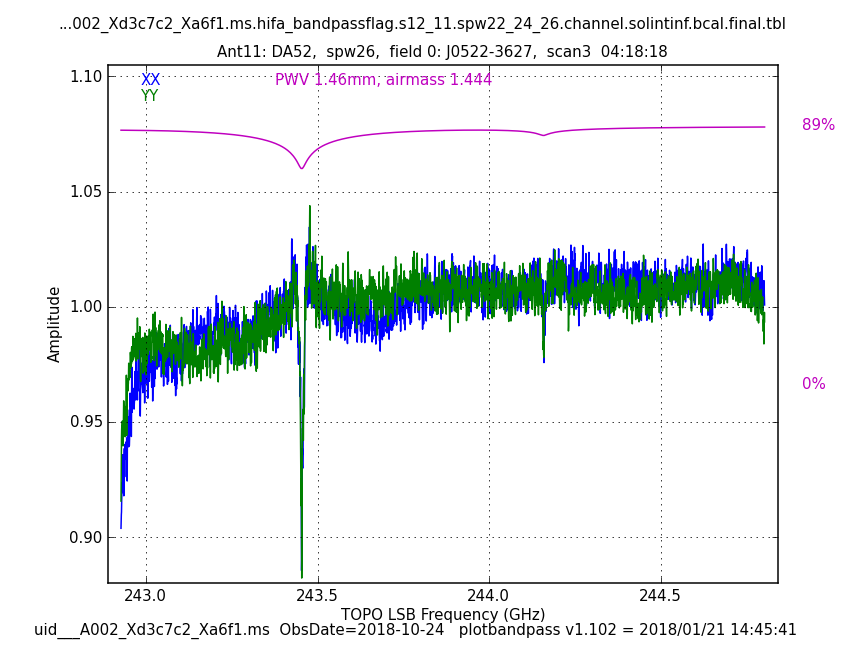 ...002_Xd3c7c2_Xa6f1.ms.hifa_bandpassflag.s12_11.spw22_24_26.channel.solintinf.bcal.final.tbl
Ant11: DA52,  spw26,  field 0: J0522-3627,  scan3  04:18:18
XX
PWV 1.46mm, airmass 1.444
YY
89%
0%
1.10
1.05
1.00
0.95
0.90
Amplitude
243.0
243.5
244.0
244.5
TOPO LSB Frequency (GHz)
uid___A002_Xd3c7c2_Xa6f1.ms  ObsDate=2018-10-24   plotbandpass v1.102 = 2018/01/21 14:45:41